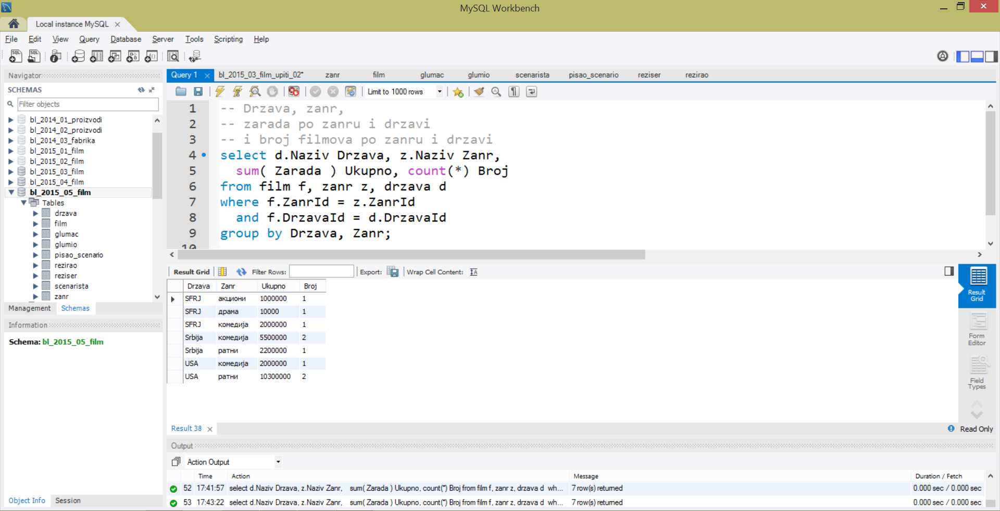 MySQL Workbench
Local instance MySQL
File Edit View Query Database Server Tools Scripting Help
Navigator
SCHEMAS
Filter objects
bl_2014_01_proizvodi
bl_2014_02_proizvodi
bl_2014_03_fabrika
bl_2015_01_film
bl_2015_02_film
bl_2015_03_film
bl_2015_04_film
bl_2015_05_film
Tables
drzava
film
glumac
glumio
pisao_scenario
rezirao
reziser
scenarista
zanr
Management Schemas
Information
Schema: bl_2015_05_film
Object Info Session
Query 1 bl_2015_03_film_upiti_02* zanr film glumac glumio scenarista pisao_scenario reziser rezirao
Limit to 1000 rows
1 -- Drzava, zanr,
2 -- zarada po zanru i drzavi
3 -- i broj filmova po zanru i drzavi
4 select d.Naziv Drzava, z.Naziv Zanr,
5 sum( Zarada ) Ukupno, count(*) Broj
6 from film f, zanr z, drzava d
7 where f.ZanrId = z.ZanrId
8 and f.DrzavaId = d.DrzavaId
9 group by Drzava, Zanr;
10
Result Grid Filter Rows: Export: Wrap Cell Content:
Drzava Zanr Ukupno Broj
SFRJ акциони 1000000 1
SFRJ драма 10000 1
SFRJ комедија 2000000 1
Srbija комедија 5500000 2
Srbija ратни 2200000 1
USA комедија 2000000 1
USA ратни 10300000 2
Result Grid
Form Editor
Field Types
Result 38
Read Only
Output
Action Output
Time Action Message Duration / Fetch
52 17:41:57 select d.Naziv Drzava, z.Naziv Zanr, sum( Zarada ) Ukupno, count(*) Broj from film f, zanr z, drzava d wh... 7 row(s) returned 0.000 sec / 0.000 sec
53 17:43:22 select d.Naziv Drzava, z.Naziv Zanr, sum( Zarada ) Ukupno, count(*) Broj from film f, zanr z, drzava d wh... 7 row(s) returned 0.000 sec / 0.000 sec